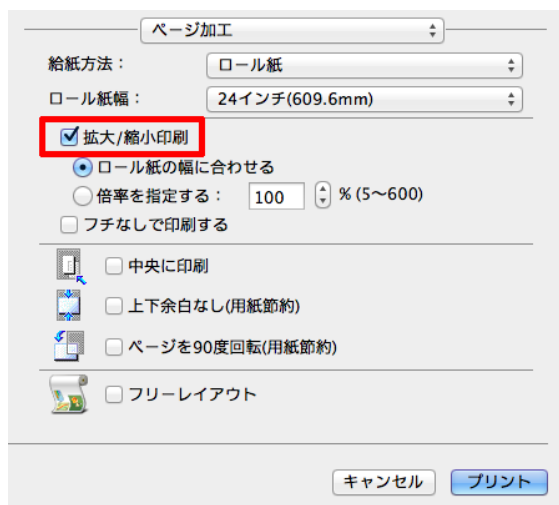 ページ加工
給紙方法： ロール紙
ロール紙幅： 24インチ(609.6mm)
拡大/縮小印刷
ロール紙の幅に合わせる
倍率を指定する： 100 % (5〜600)
フチなしで印刷する
中央に印刷
上下余白なし(用紙節約)
ページを90度回転(用紙節約)
フリーレイアウト
キャンセル プリント